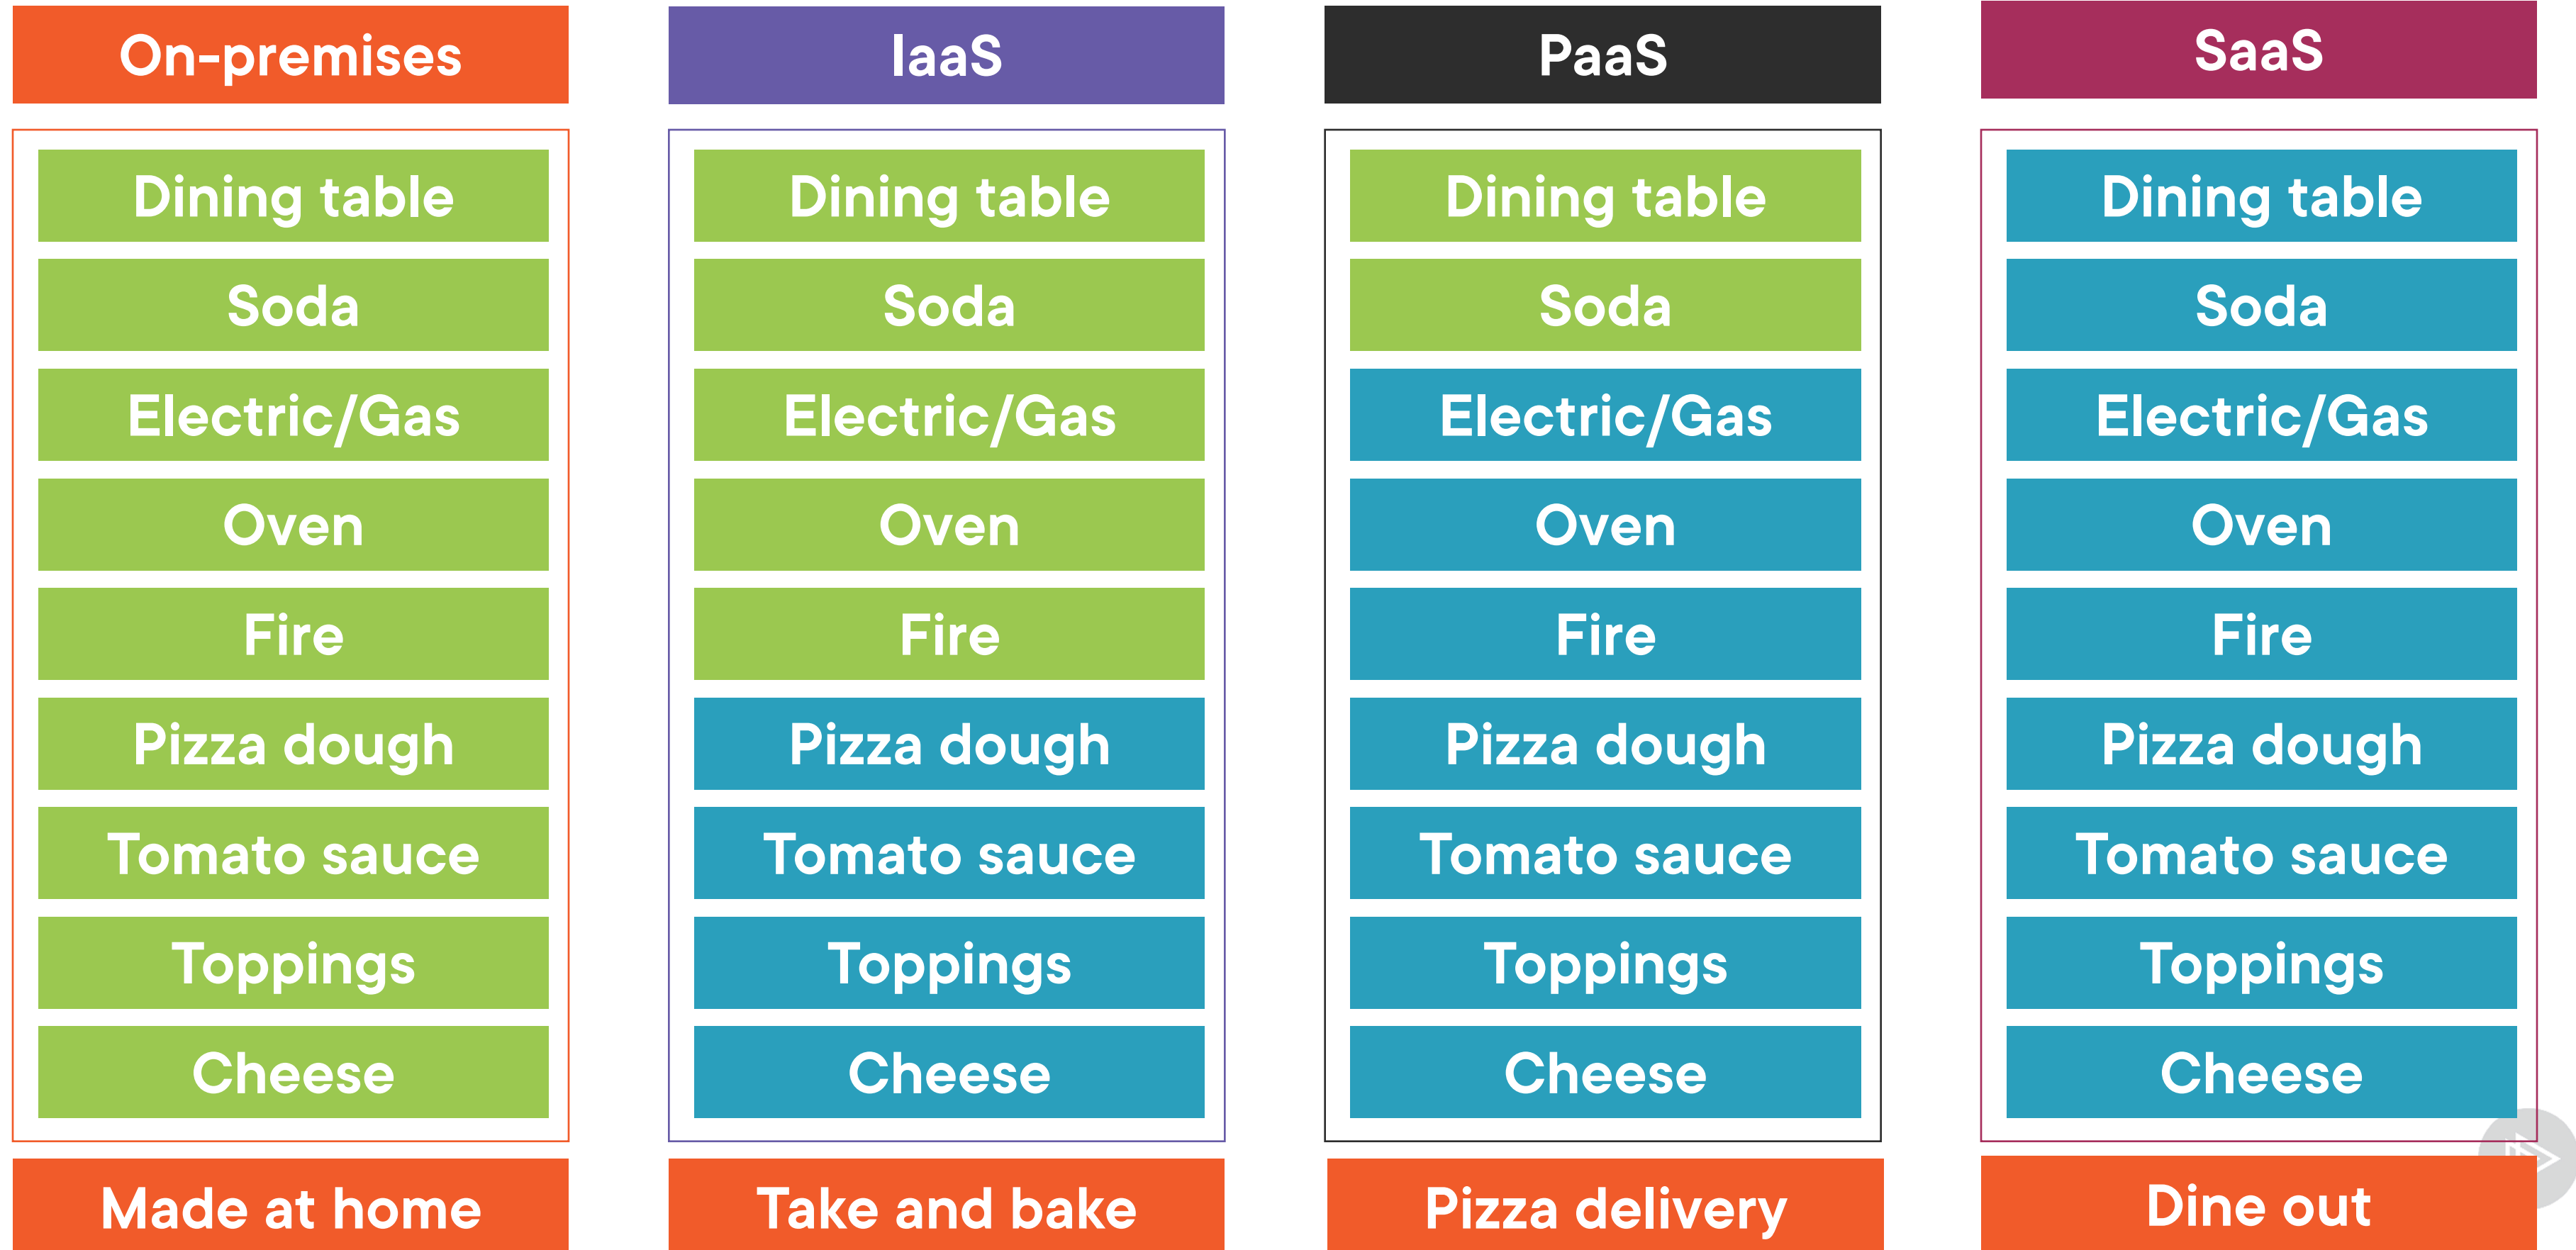 On-premises
IaaS
PaaS
SaaS
Dining table
Dining table
Dining table
Dining table
Soda
Soda
Soda
Soda
Electric/Gas
Electric/Gas
Electric/Gas
Electric/Gas
Oven
Oven
Oven
Oven
Fire
Fire
Fire
Fire
Pizza dough
Pizza dough
Pizza dough
Pizza dough
Tomato sauce
Tomato sauce
Tomato sauce
Tomato sauce
Toppings
Toppings
Toppings
Toppings
Cheese
Cheese
Cheese
Cheese
Made at home
Take and bake
Pizza delivery
Dine out